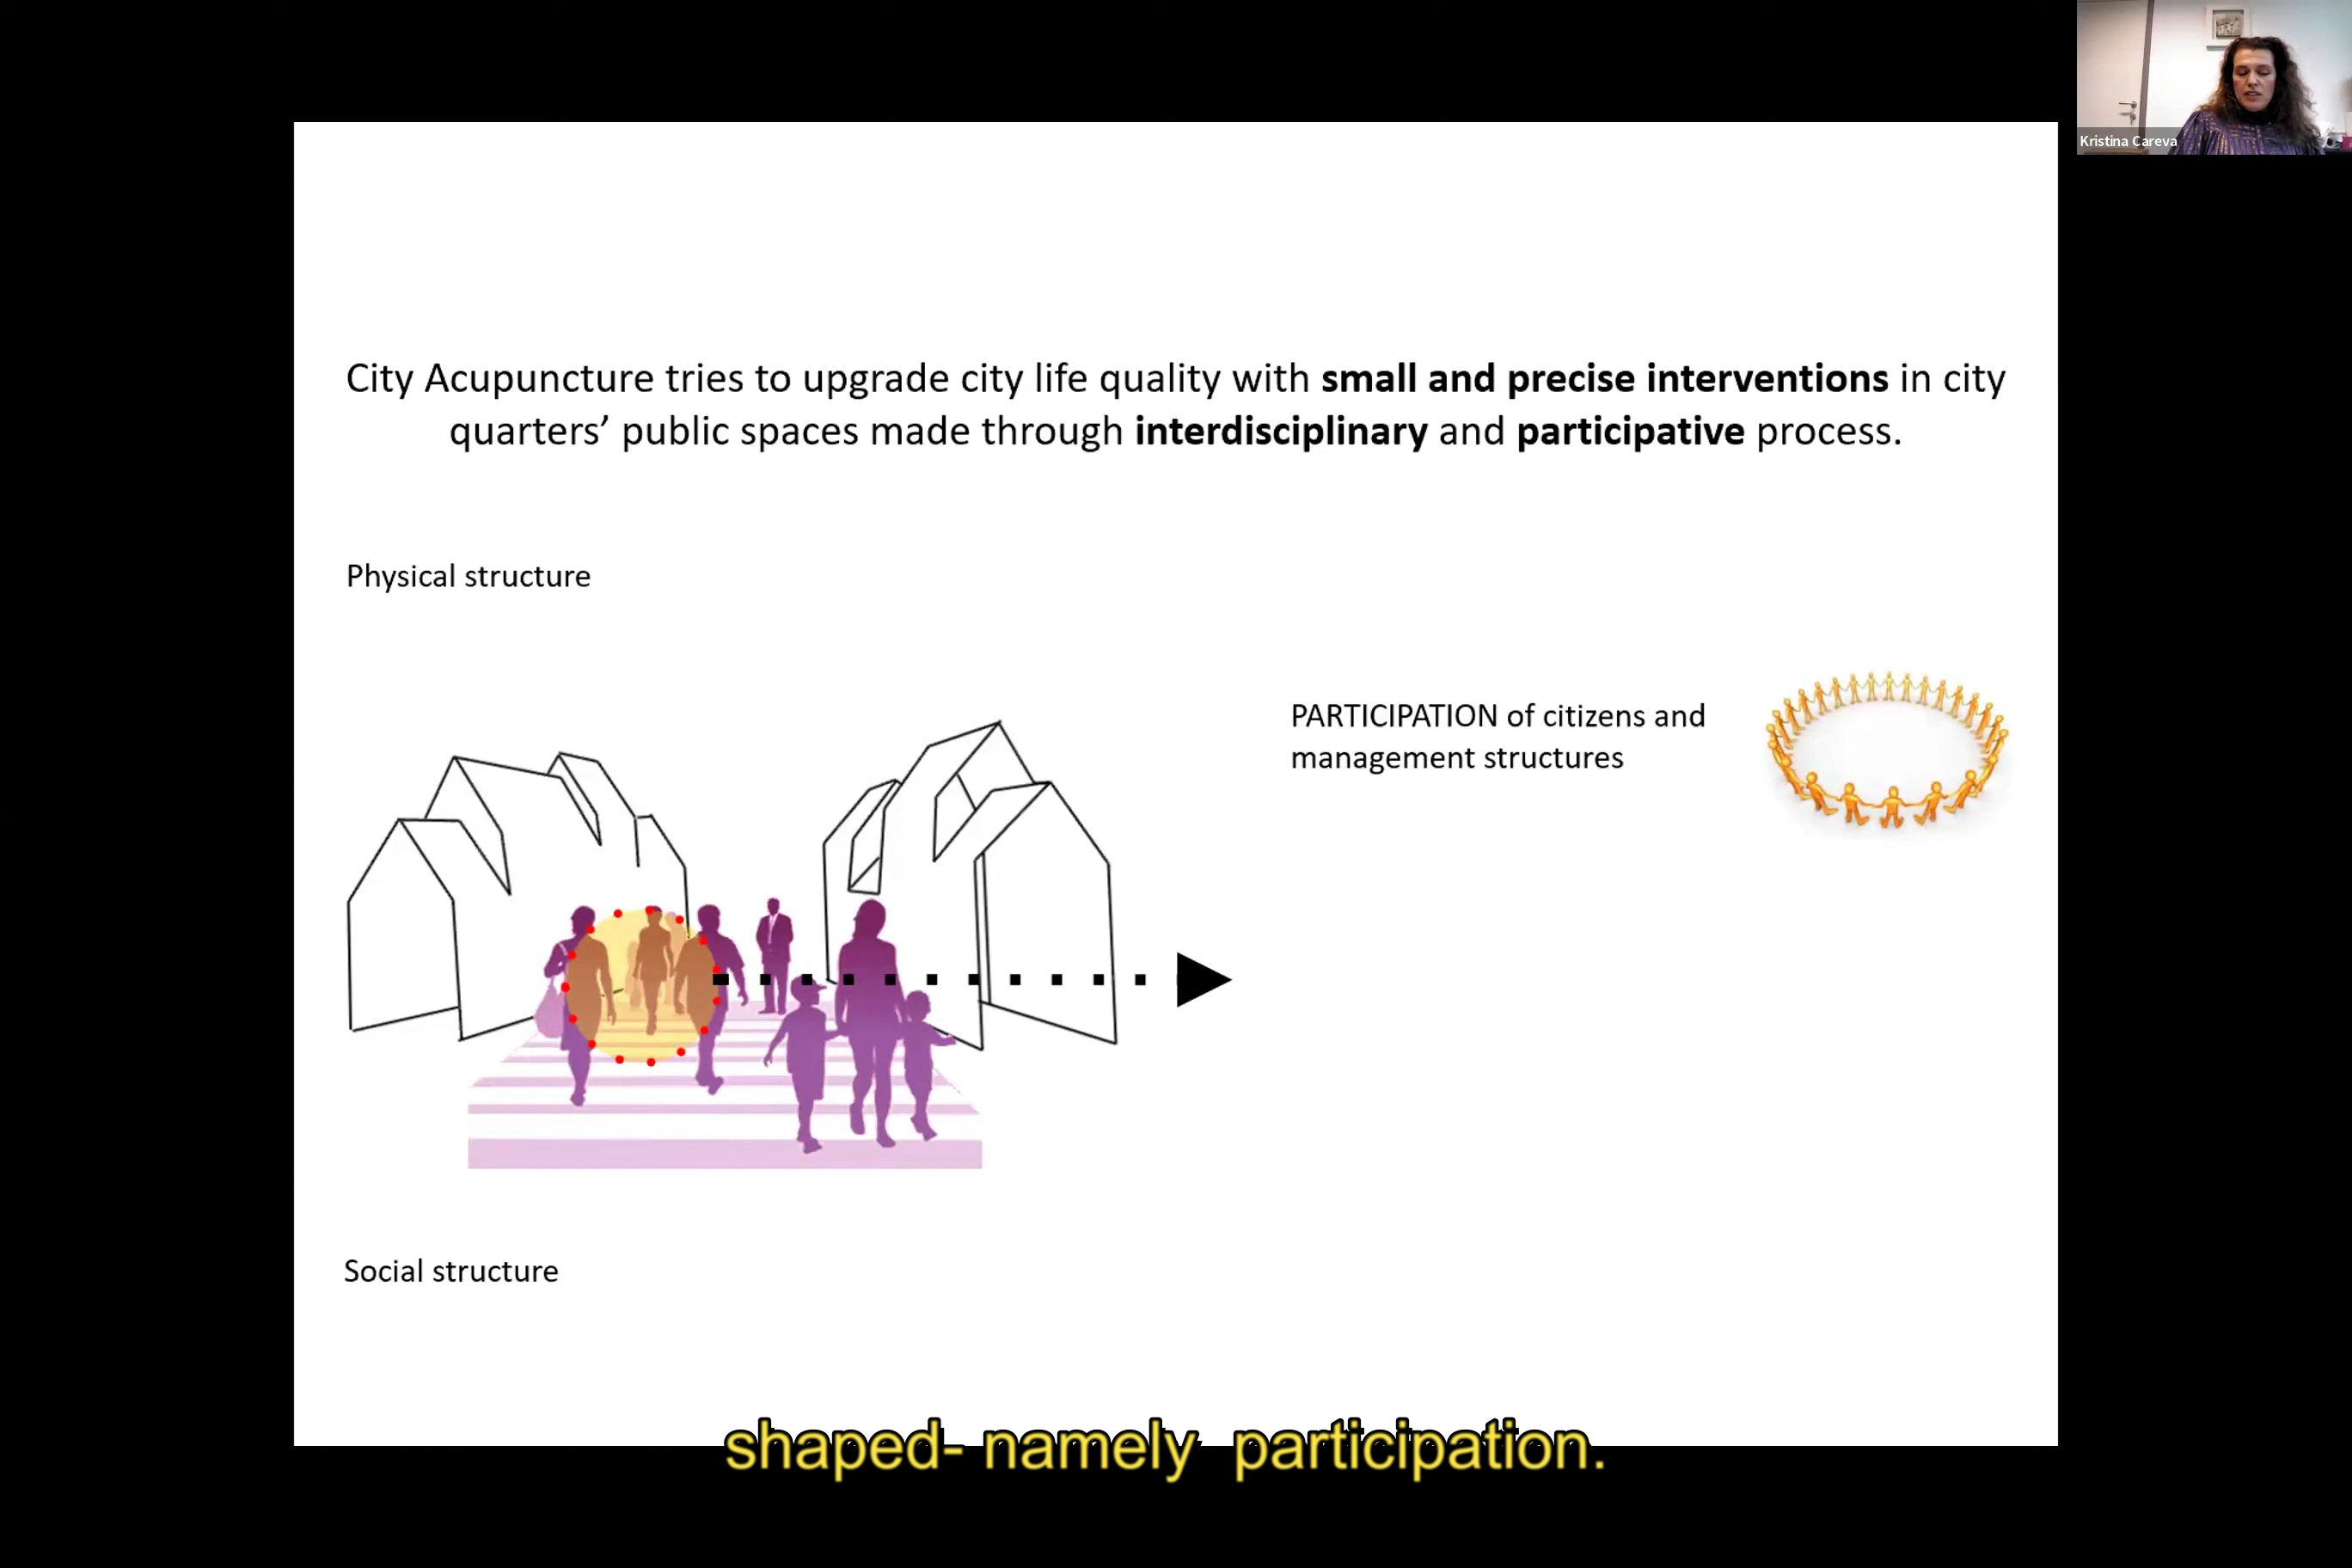 Kristina Careva
City Acupuncture tries to upgrade city life quality with small and precise interventions in city
quarters’ public spaces made through interdisciplinary and participative process.
Physical structure
PARTICIPATION of citizens and
management structures
Social structure
shaped- namely participation.